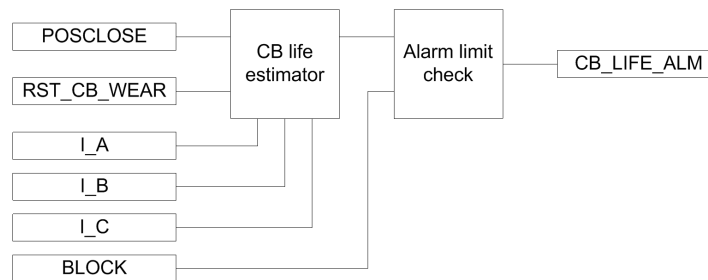 POSCLOSE
RST_CB_WEAR
I_A
I_B
I_C
BLOCK
CB life
estimator
Alarm limit
check
CB_LIFE_ALM